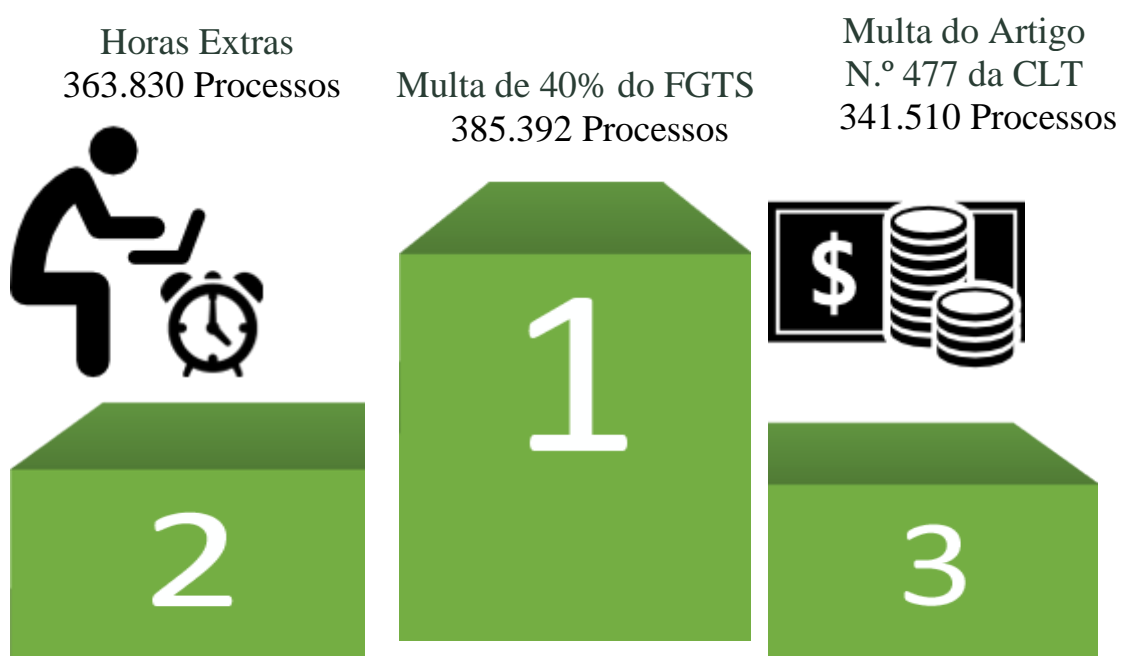 Horas Extras
363.830 Processos
Multa de 40% do FGTS
385.392 Processos
Multa do Artigo
N.º 477 da CLT
341.510 Processos
$
1
2
3